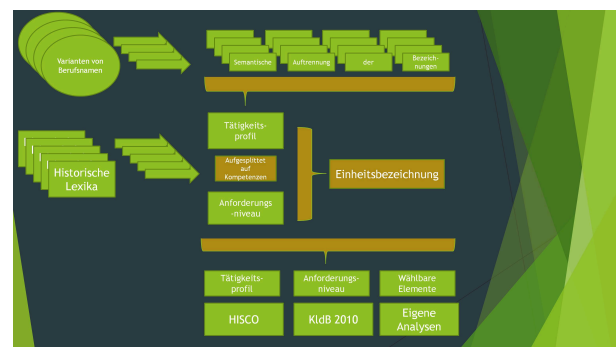 Varianten von
Berufsnamen
Semantische
Auftrennung
der
Bezeich-
nungen
Tätigkeits-
profil
Aufgesplittet
auf
Kompetenzen
Anforderungs
-niveau
Einheitsbezeichnung
Historische
Lexika
Tätigkeits-
profil
Anforderungs-
niveau
Wählbare
Elemente
HISCO
KldB 2010
Eigene
Analysen